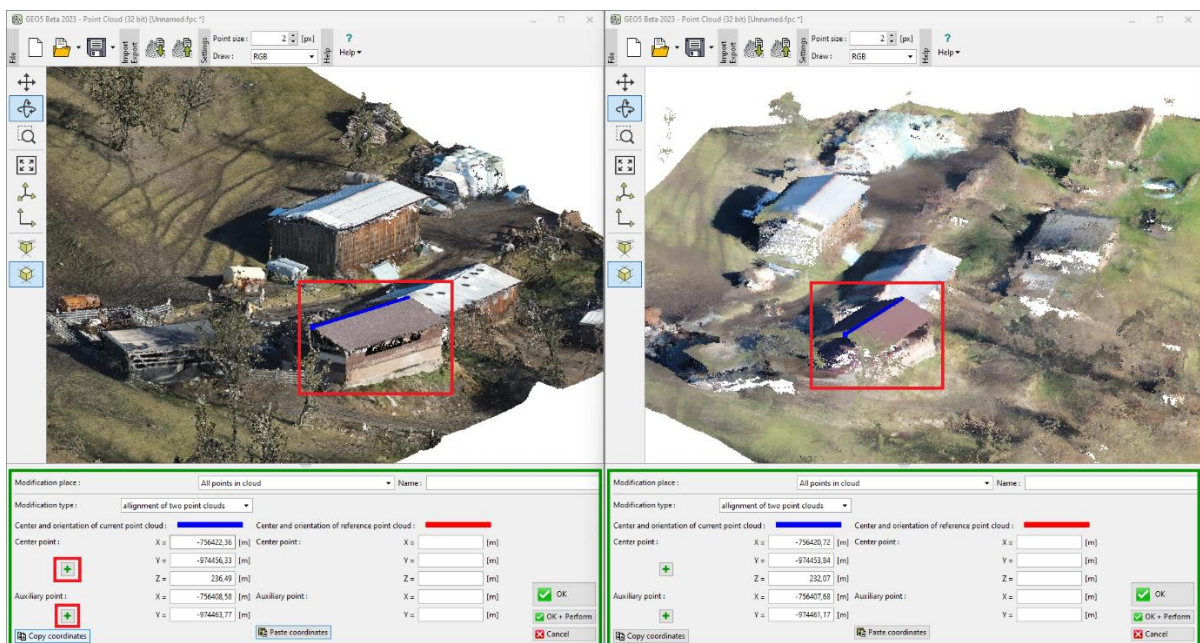 GEO5 Beta 2023 - Point Cloud (32 bit) [Unnamed.fpc *]
File
Import
Export
Settings
Point size : 2 [px]
Draw : RGB
Help
?
Help
Modification place : All points in cloud Name :
Modification type : allignment of two point clouds
Center and orientation of current point cloud : Center and orientation of reference point cloud :
Center point : X = -756422,36 [m] Center point : X = [m]
Y = -974456,33 [m] Y = [m]
Z = 236,49 [m] Z = [m]
Auxiliary point : X = -756408,58 [m] Auxiliary point : X = [m]
Y = -974463,77 [m] Y = [m]
Copy coordinates Paste coordinates
OK
OK + Perform
Cancel
GEO5 Beta 2023 - Point Cloud (32 bit) [Unnamed.fpc *]
File
Import
Export
Settings
Point size : 2 [px]
Draw : RGB
Help
?
Help
Modification place : All points in cloud Name :
Modification type : allignment of two point clouds
Center and orientation of current point cloud : Center and orientation of reference point cloud :
Center point : X = -756420,72 [m] Center point : X = [m]
Y = -974453,84 [m] Y = [m]
Z = 232,07 [m] Z = [m]
Auxiliary point : X = -756407,68 [m] Auxiliary point : X = [m]
Y = -974461,17 [m] Y = [m]
Copy coordinates Paste coordinates
OK
OK + Perform
Cancel